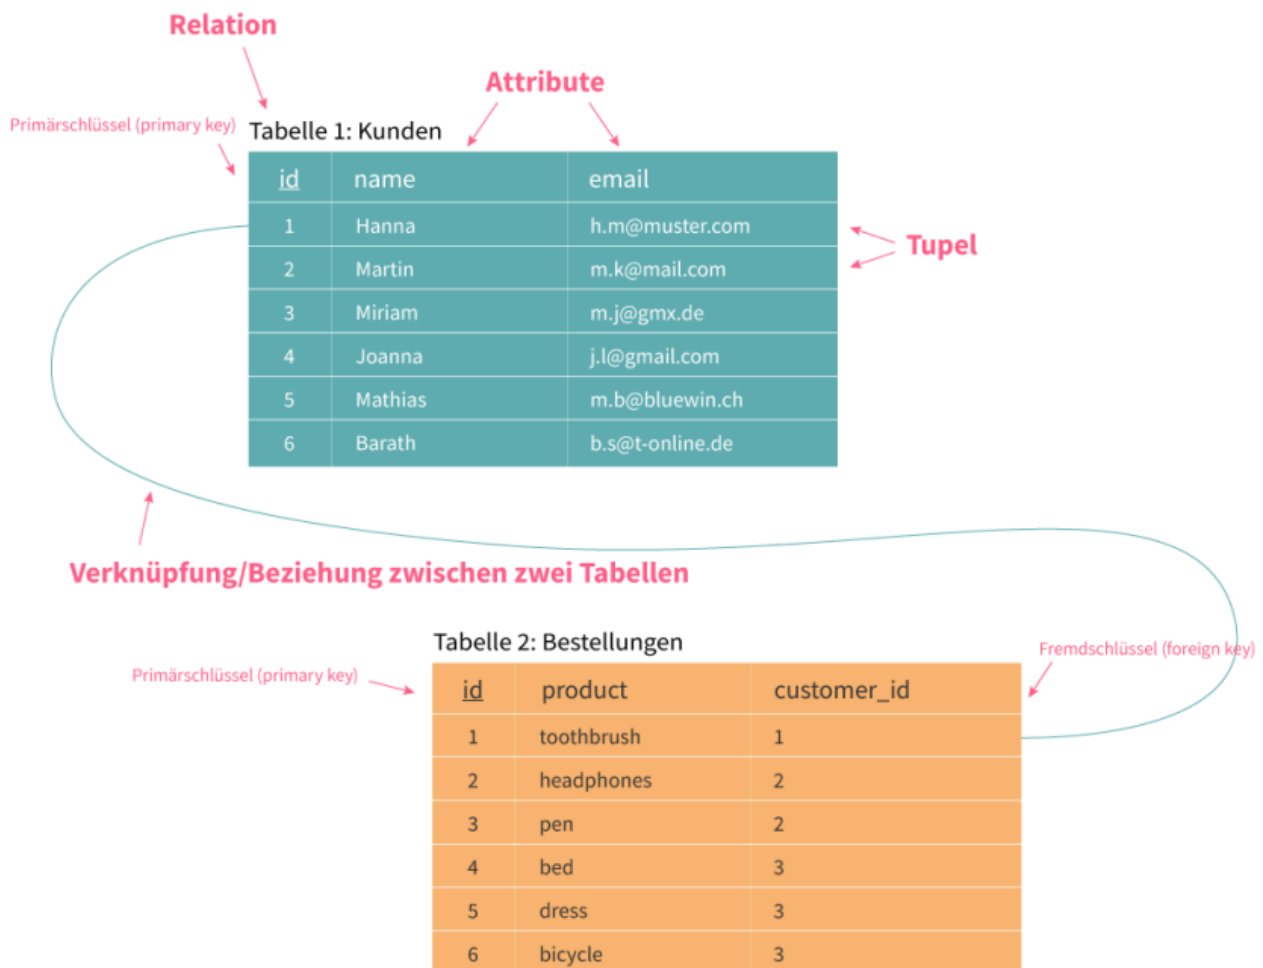 Relation
Attribute
Primärschlüssel (primary key)
Tabelle 1: Kunden
id name email
1 Hanna h.m@muster.com
2 Martin m.k@mail.com
Tupel
3 Miriam m.j@gmx.de
4 Joanna j.l@gmail.com
5 Mathias m.b@bluewin.ch
6 Barath b.s@t-online.de
Verknüpfung/Beziehung zwischen zwei Tabellen
Tabelle 2: Bestellungen
Primärschlüssel (primary key)
Fremdschlüssel (foreign key)
id product customer_id
1 toothbrush 1
2 headphones 2
3 pen 2
4 bed 3
5 dress 3
6 bicycle 3